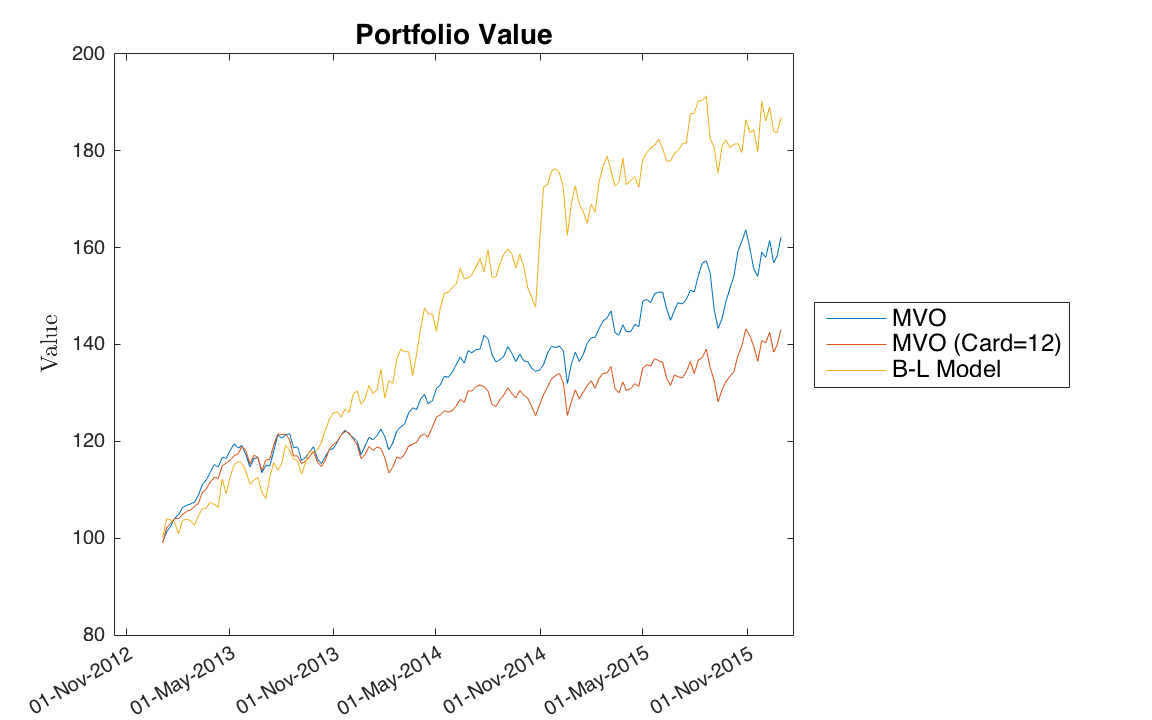 Portfolio Value
200
180
160
140
120
100
80
Value
01-Nov-2012
01-May-2013
01-Nov-2013
01-May-2014
01-Nov-2014
01-May-2015
01-Nov-2015
MVO
MVO (Card=12)
B-L Model